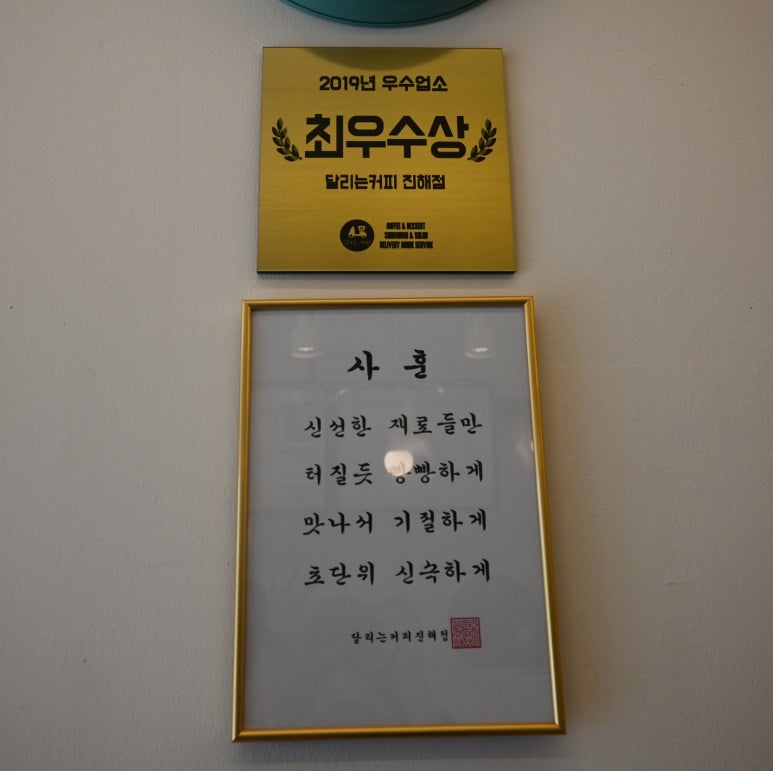 2019년 우수업소
최우수상
달리는커피 진해점
COFFEE & DESSERT
DELIVERY HOME SERVICE
사 훈
신선한 재료들만
터질듯 빵빵하게
맛나서 기절하게
초단위 신속하게
달리는커피진해점